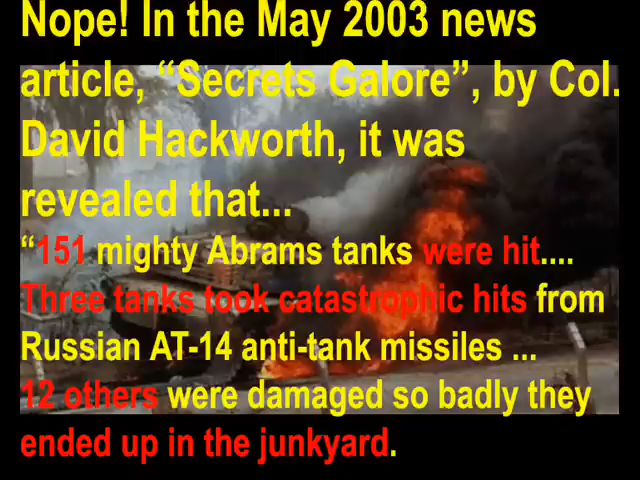 Nope! In the May 2003 news
article, “Secrets Galore”, by Col.
David Hackworth, it was
revealed that...
“151 mighty Abrams tanks were hit....
Three tanks took catastrophic hits from
Russian AT-14 anti-tank missiles ...
12 others were damaged so badly they
ended up in the junkyard.